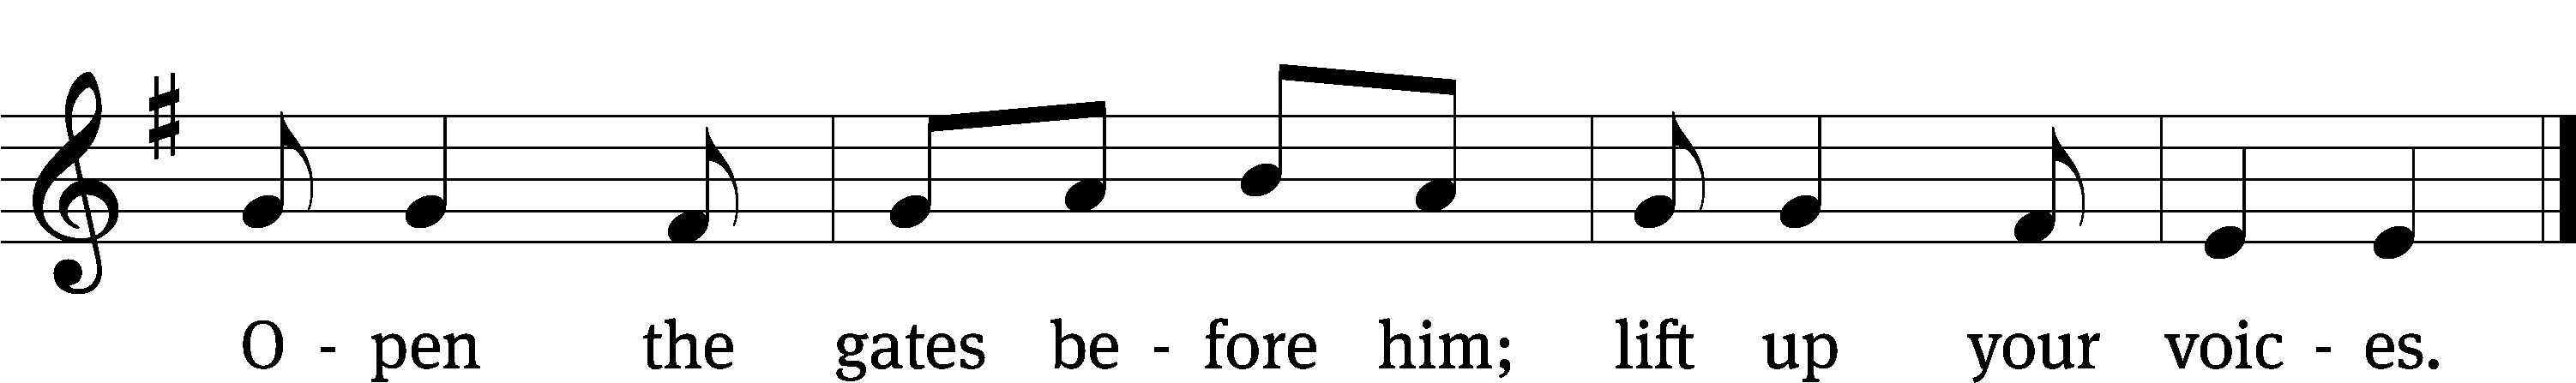 O - pen the gates be - fore him; lift up your voic - es.